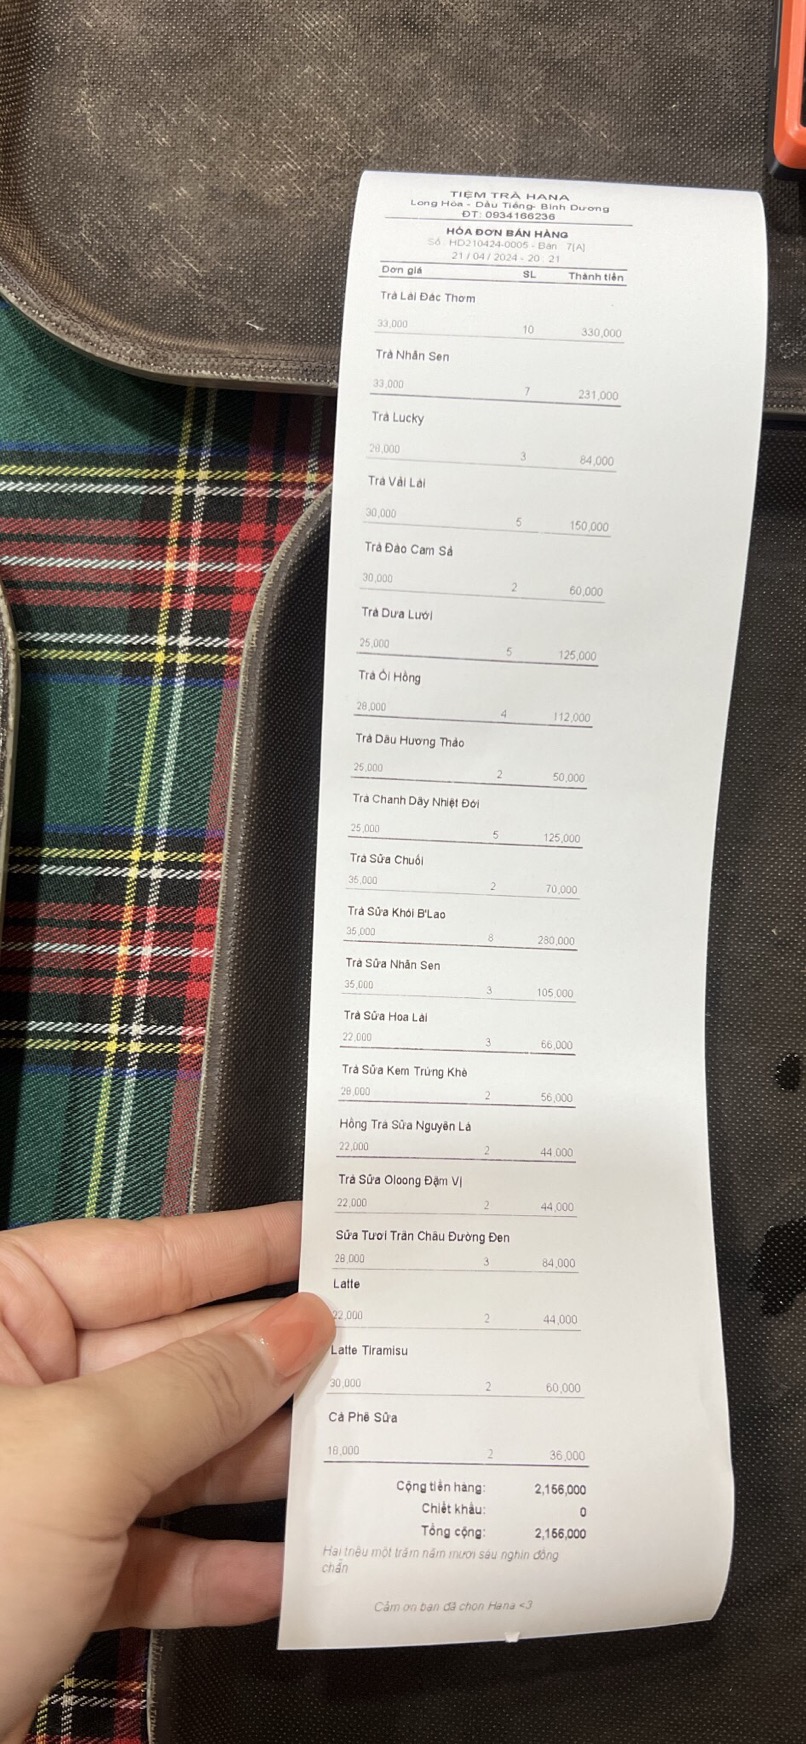 TIỆM TRÀ HANA
Long Hòa - Dầu Tiếng- Bình Dương
ĐT: 0934166236
HÓA ĐƠN BÁN HÀNG
Số : HD210424-0005 - Bàn : 7[A]
21 / 04 / 2024 - 20 : 21
Đơn giá SL Thành tiền
Trà Lài Đác Thơm
33,000 10 330,000
Trà Nhãn Sen
33,000 7 231,000
Trà Lucky
28,000 3 84,000
Trà Vải Lài
30,000 5 150,000
Trà Đào Cam Sả
30,000 2 60,000
Trà Dưa Lưới
25,000 5 125,000
Trà Ổi Hồng
28,000 4 112,000
Trà Dâu Hương Thảo
25,000 2 50,000
Trà Chanh Dây Nhiệt Đới
25,000 5 125,000
Trà Sữa Chuối
35,000 2 70,000
Trà Sữa Khói B'Lao
35,000 8 280,000
Trà Sữa Nhãn Sen
35,000 3 105,000
Trà Sữa Hoa Lài
22,000 3 66,000
Trà Sữa Kem Trứng Khè
28,000 2 56,000
Hồng Trà Sữa Nguyên Lá
22,000 2 44,000
Trà Sữa Oloong Đậm Vị
22,000 2 44,000
Sữa Tươi Trân Châu Đường Đen
28,000 3 84,000
Latte
22,000 2 44,000
Latte Tiramisu
30,000 2 60,000
Cà Phê Sữa
18,000 2 36,000
Cộng tiền hàng: 2,156,000
Chiết khấu: 0
Tổng cộng: 2,156,000
Hai triệu một trăm năm mươi sáu nghìn đồng
chẵn
Cảm ơn bạn đã chọn Hana <3